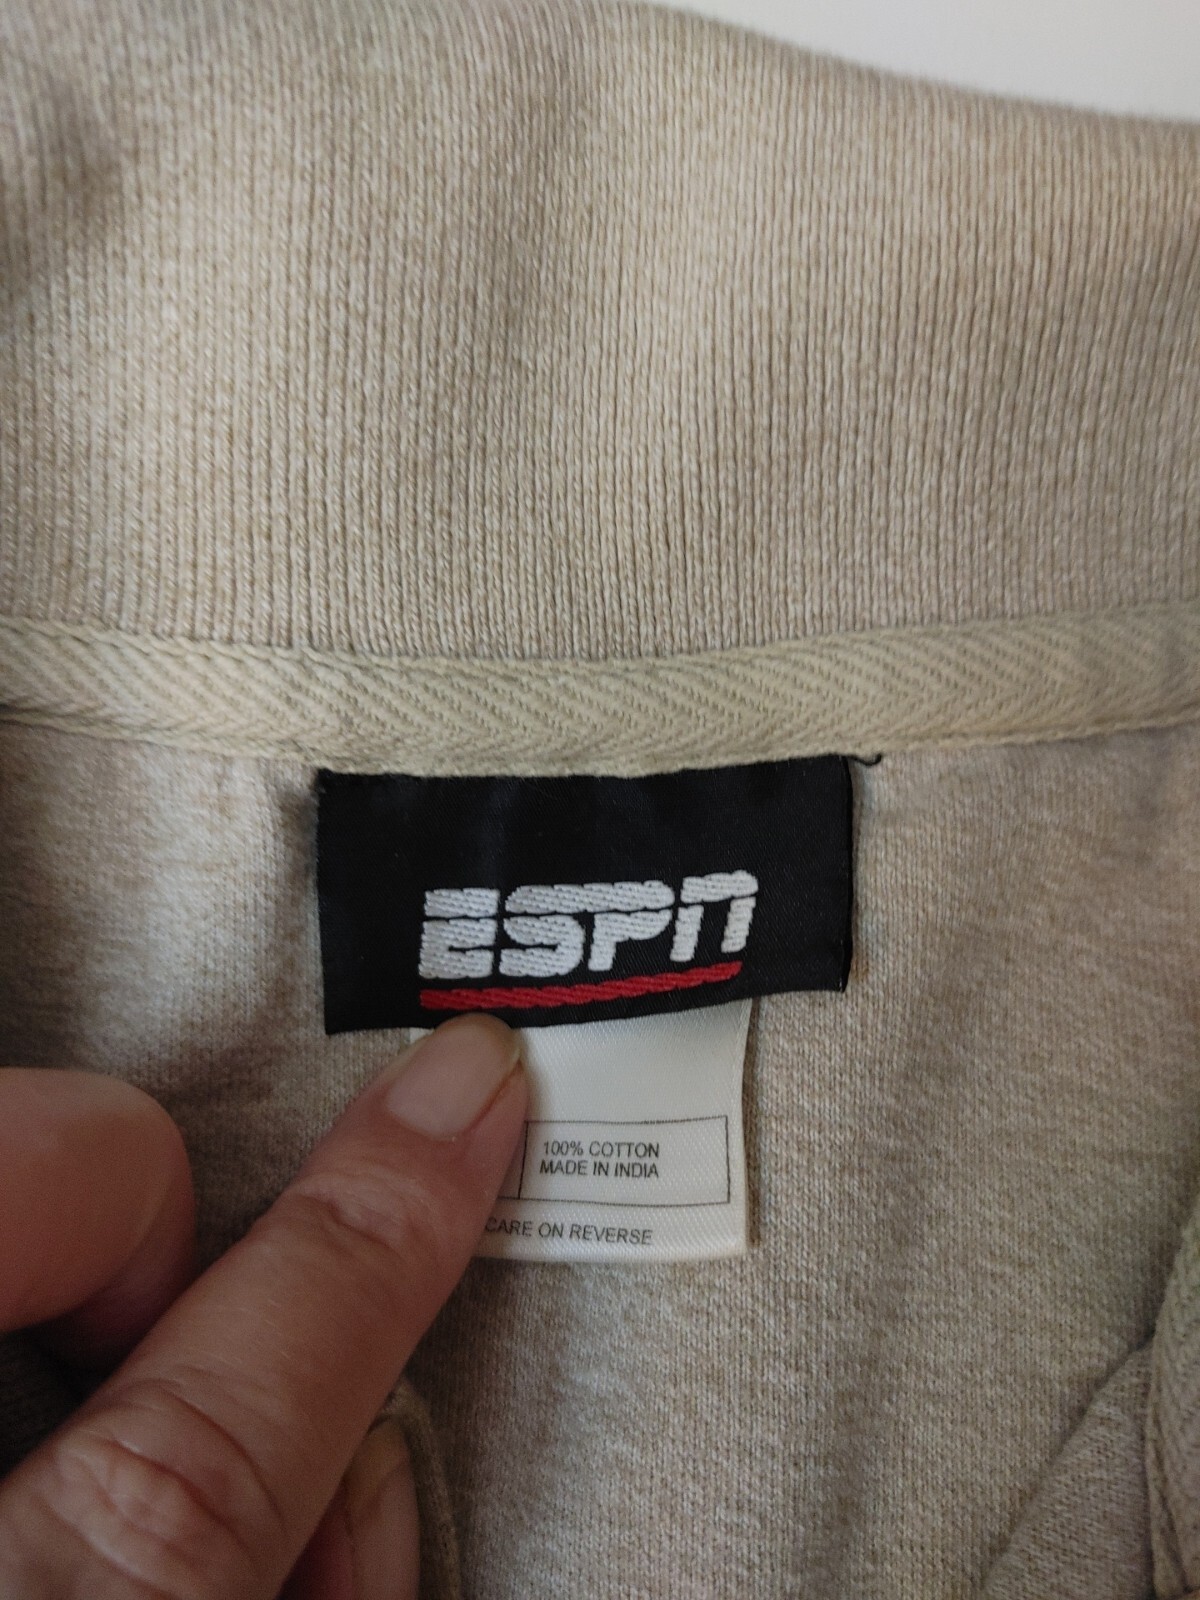 ESPN
100% COTTON
MADE IN INDIA
CARE ON REVERSE